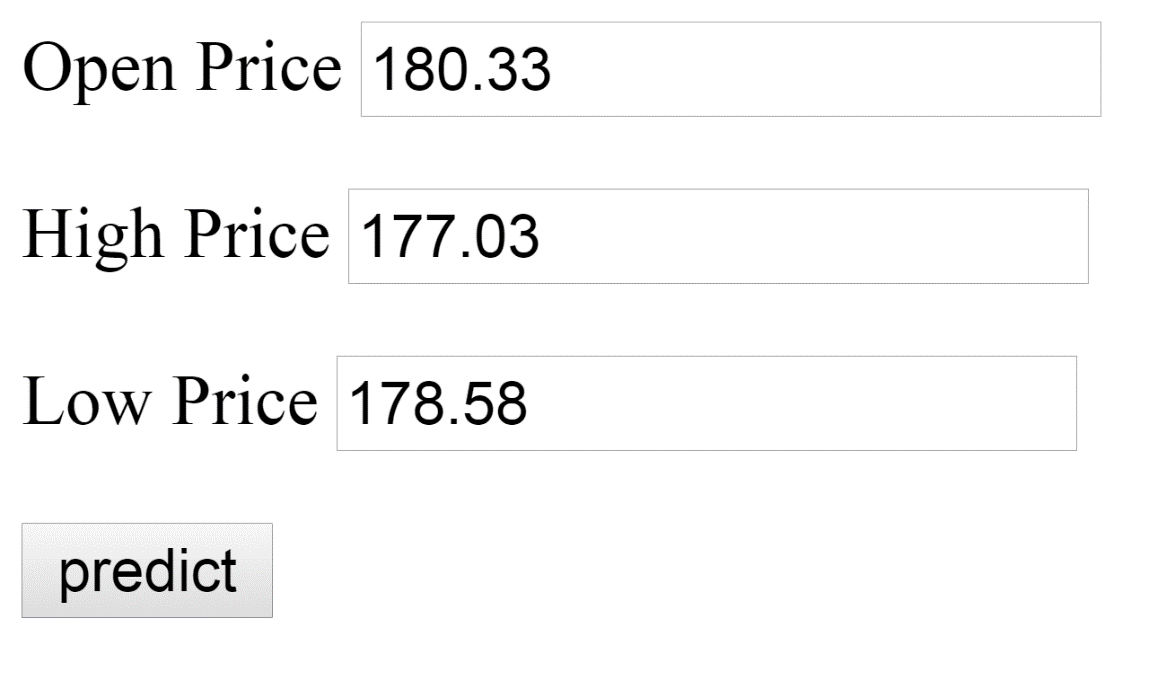 Open Price 180.33
High Price 177.03
Low Price 178.58
predict